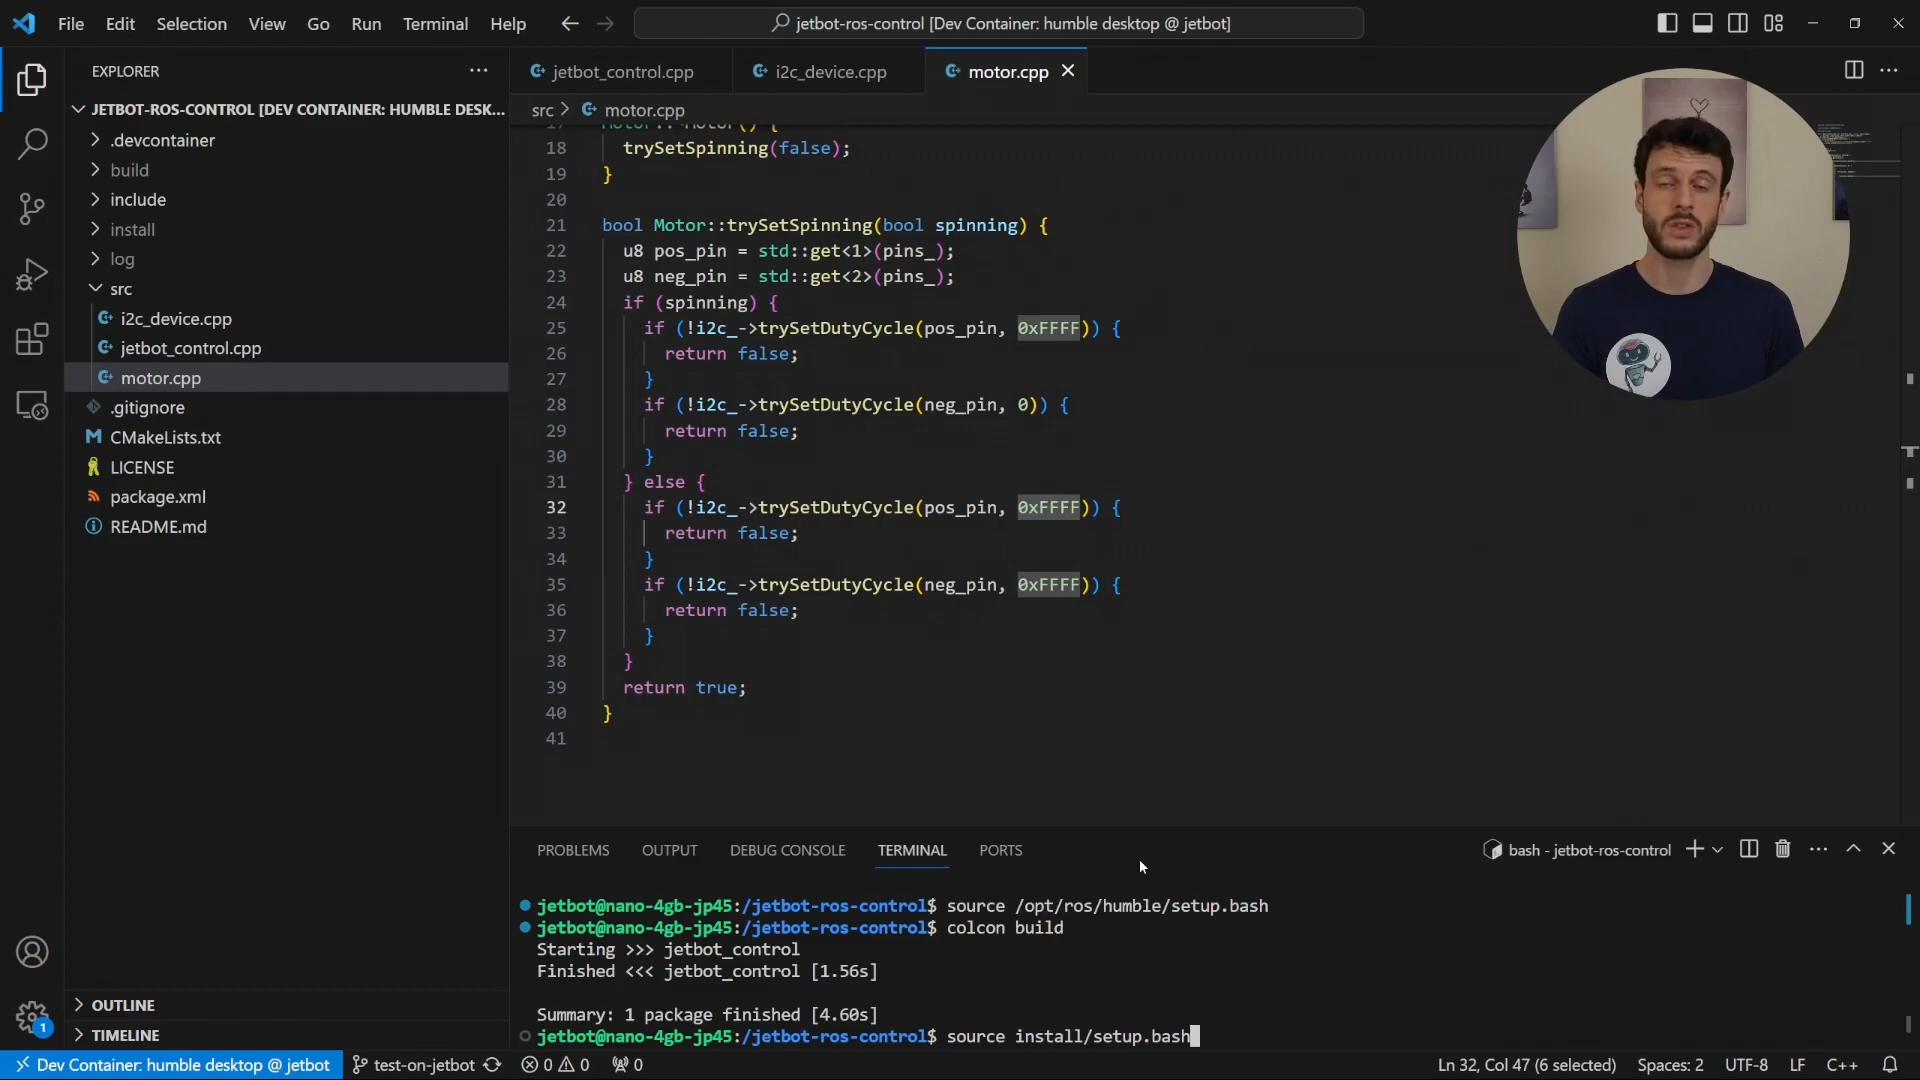 File Edit Selection View Go Run Terminal Help
jetbot-ros-control [Dev Container: humble desktop @ jetbot]
EXPLORER
JETBOT-ROS-CONTROL [DEV CONTAINER: HUMBLE DESK...
.devcontainer
build
include
install
log
src
i2c_device.cpp
jetbot_control.cpp
motor.cpp
.gitignore
CMakeLists.txt
LICENSE
package.xml
README.md
OUTLINE
TIMELINE
jetbot_control.cpp i2c_device.cpp motor.cpp
src > motor.cpp
18 trySetSpinning(false);
19 }
20
21 bool Motor::trySetSpinning(bool spinning) {
22 u8 pos_pin = std::get<1>(pins_);
23 u8 neg_pin = std::get<2>(pins_);
24 if (spinning) {
25 if (!i2c_->trySetDutyCycle(pos_pin, 0xFFFF)) {
26 return false;
27 }
28 if (!i2c_->trySetDutyCycle(neg_pin, 0)) {
29 return false;
30 }
31 } else {
32 if (!i2c_->trySetDutyCycle(pos_pin, 0xFFFF)) {
33 return false;
34 }
35 if (!i2c_->trySetDutyCycle(neg_pin, 0xFFFF)) {
36 return false;
37 }
38 }
39 return true;
40 }
41
PROBLEMS OUTPUT DEBUG CONSOLE TERMINAL PORTS
bash - jetbot-ros-control
jetbot@nano-4gb-jp45:/jetbot-ros-control$ source /opt/ros/humble/setup.bash
jetbot@nano-4gb-jp45:/jetbot-ros-control$ colcon build
Starting >>> jetbot_control
Finished <<< jetbot_control [1.56s]
Summary: 1 package finished [4.60s]
jetbot@nano-4gb-jp45:/jetbot-ros-control$ source install/setup.bash
1
Dev Container: humble desktop @ jetbot test-on-jetbot 0 0 0 Ln 32, Col 47 (6 selected) Spaces: 2 UTF-8 LF C++